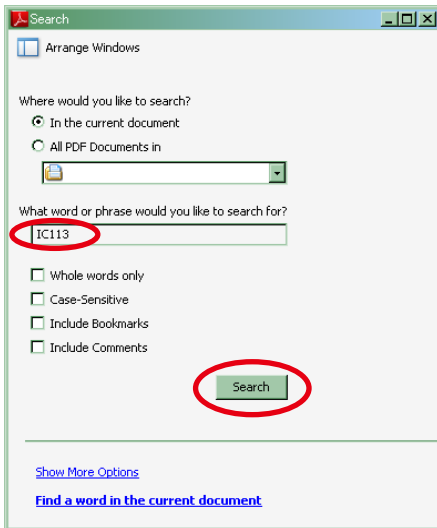 Search
Arrange Windows
Where would you like to search?
In the current document
All PDF Documents in
What word or phrase would you like to search for?
IC113
Whole words only
Case-Sensitive
Include Bookmarks
Include Comments
Search
Show More Options
Find a word in the current document